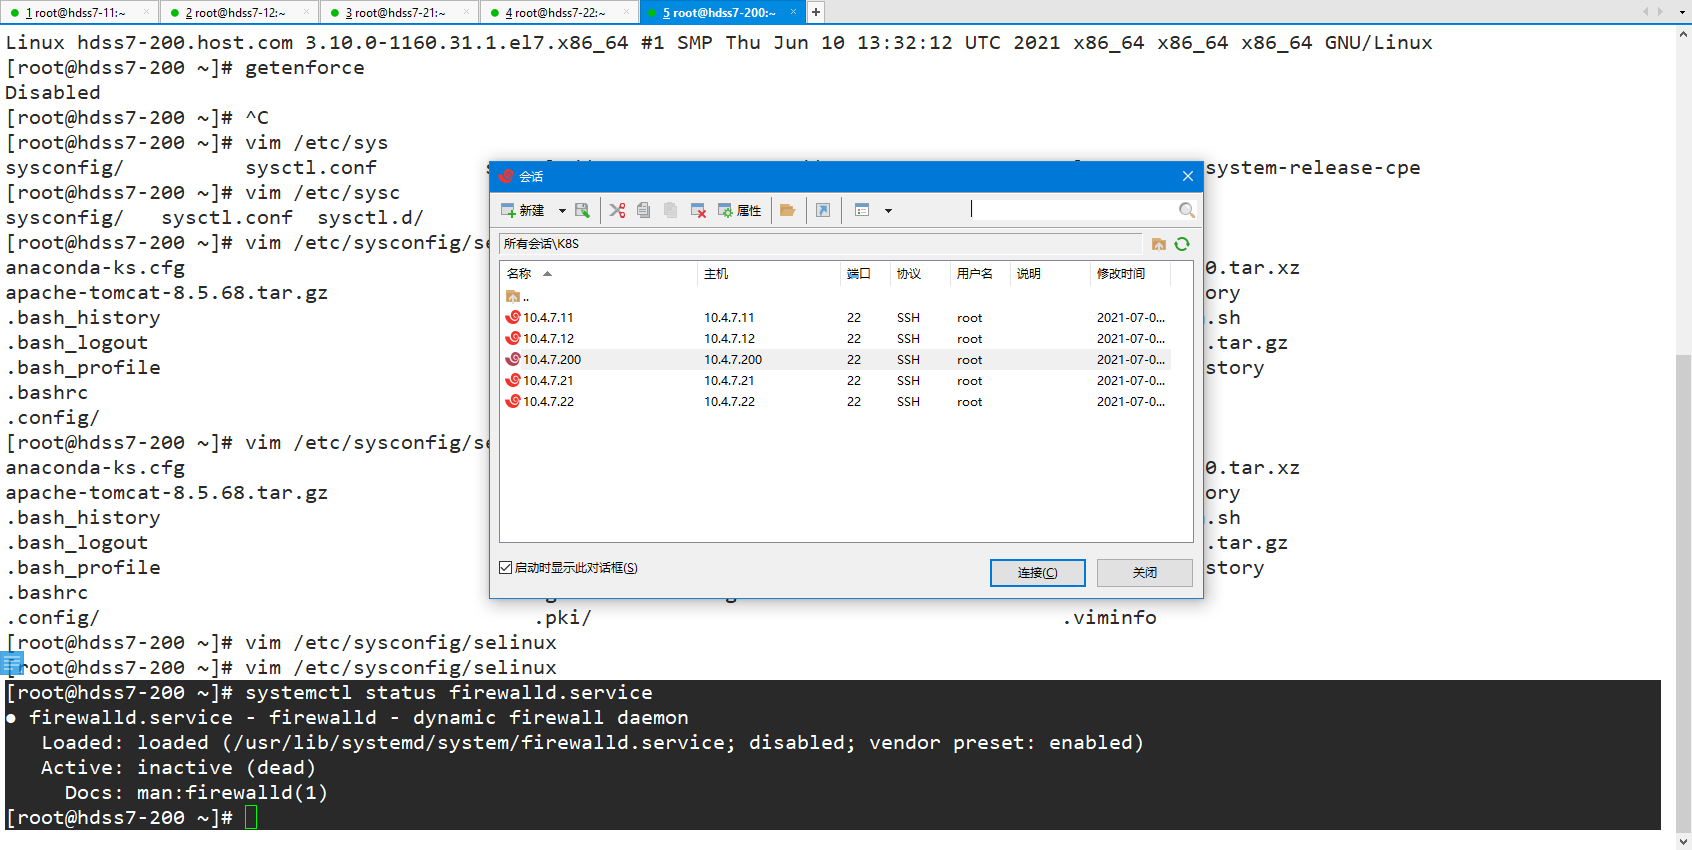 1 root@hdss7-11:~ × 2 root@hdss7-12:~ × 3 root@hdss7-21:~ × 4 root@hdss7-22:~ × 5 root@hdss7-200:~ × +
Linux hdss7-200.host.com 3.10.0-1160.31.1.el7.x86_64 #1 SMP Thu Jun 10 13:32:12 UTC 2021 x86_64 x86_64 x86_64 GNU/Linux
[root@hdss7-200 ~]# getenforce
Disabled
[root@hdss7-200 ~]# ^C
[root@hdss7-200 ~]# vim /etc/sys
sysconfig/ sysctl.conf system-release-cpe
[root@hdss7-200 ~]# vim /etc/sysc
sysconfig/ sysctl.conf sysctl.d/
[root@hdss7-200 ~]# vim /etc/sysconfig/se
anaconda-ks.cfg 0.tar.xz
apache-tomcat-8.5.68.tar.gz ory
.bash_history .sh
.bash_logout .tar.gz
.bash_profile story
.bashrc
.config/
[root@hdss7-200 ~]# vim /etc/sysconfig/se
anaconda-ks.cfg 0.tar.xz
apache-tomcat-8.5.68.tar.gz ory
.bash_history .sh
.bash_logout .tar.gz
.bash_profile story
.bashrc
.config/ .pki/ .viminfo
[root@hdss7-200 ~]# vim /etc/sysconfig/selinux
[root@hdss7-200 ~]# vim /etc/sysconfig/selinux
[root@hdss7-200 ~]# systemctl status firewalld.service
● firewalld.service - firewalld - dynamic firewall daemon
Loaded: loaded (/usr/lib/systemd/system/firewalld.service; disabled; vendor preset: enabled)
Active: inactive (dead)
Docs: man:firewalld(1)
[root@hdss7-200 ~]#
会话
新建 属性
所有会话\K8S
名称 主机 端口 协议 用户名 说明 修改时间
..
10.4.7.11 10.4.7.11 22 SSH root 2021-07-0...
10.4.7.12 10.4.7.12 22 SSH root 2021-07-0...
10.4.7.200 10.4.7.200 22 SSH root 2021-07-0...
10.4.7.21 10.4.7.21 22 SSH root 2021-07-0...
10.4.7.22 10.4.7.22 22 SSH root 2021-07-0...
启动时显示此对话框(S) 连接(C) 关闭